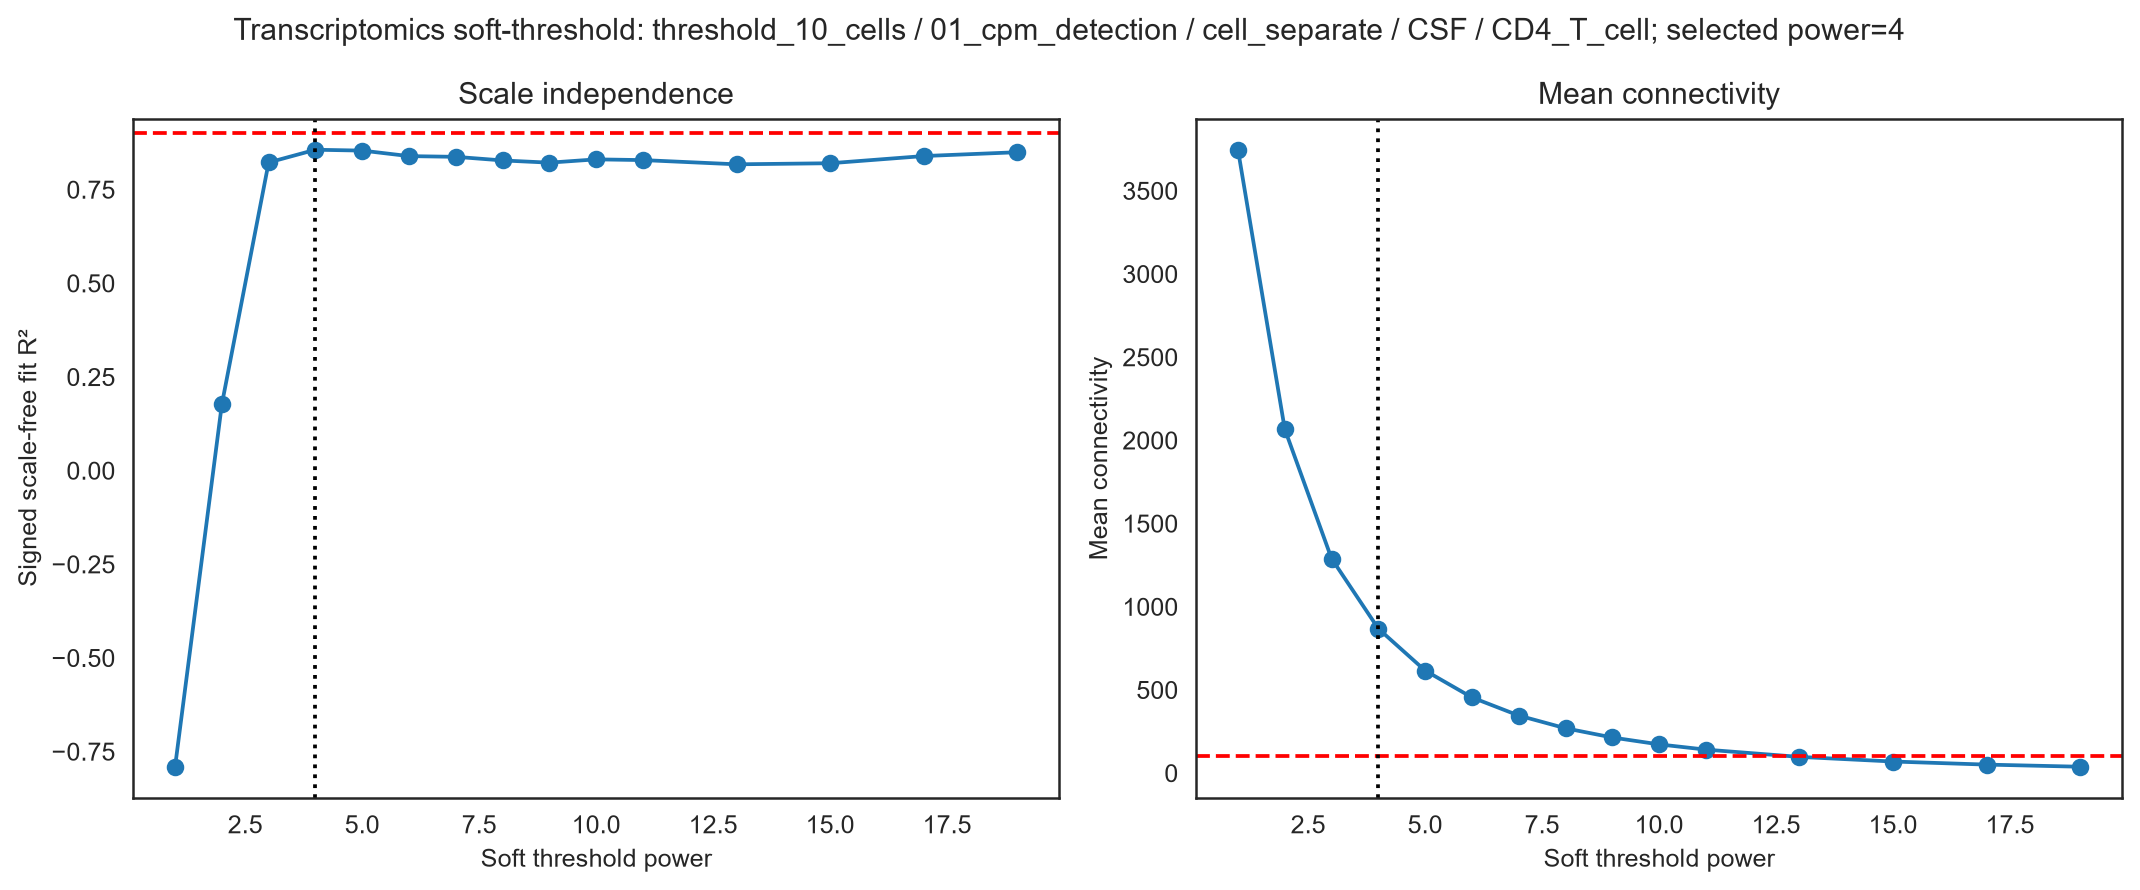 Transcriptomics soft-threshold: threshold_10_cells / 01_cpm_detection / cell_separate / CSF / CD4_T_cell; selected power=4
Scale independence
Signed scale-free fit R²
0.75
0.50
0.25
0.00
−0.25
−0.50
−0.75
2.5 5.0 7.5 10.0 12.5 15.0 17.5
Soft threshold power
Mean connectivity
Mean connectivity
3500
3000
2500
2000
1500
1000
500
0
2.5 5.0 7.5 10.0 12.5 15.0 17.5
Soft threshold power